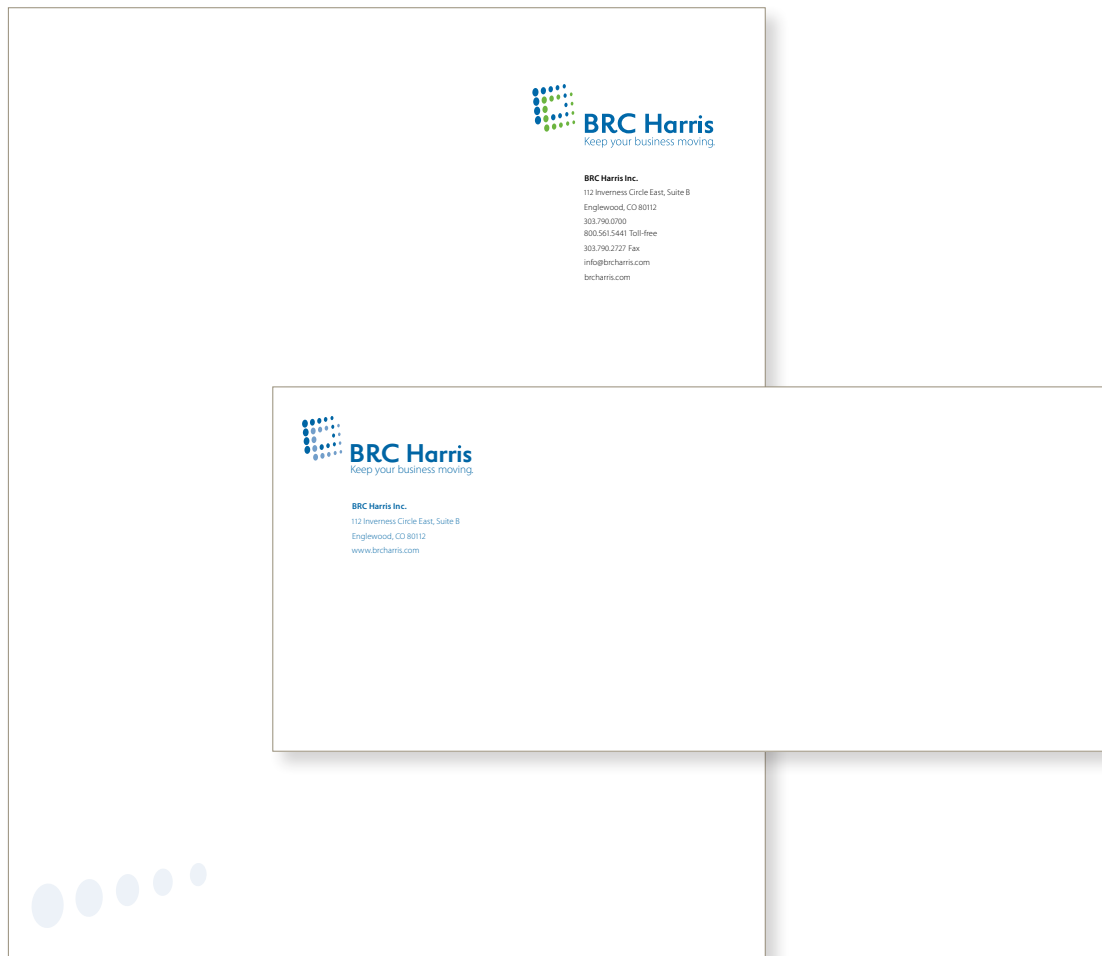 BRC Harris
Keep your business moving.
BRC Harris Inc.
112 Inverness Circle East, Suite B
Englewood, CO 80112
303.790.0700
800.561.5441 Toll-free
303.790.2727 Fax
info@brcharris.com
brcharris.com
BRC Harris
Keep your business moving.
BRC Harris Inc.
112 Inverness Circle East, Suite B
Englewood, CO 80112
www.brcharris.com